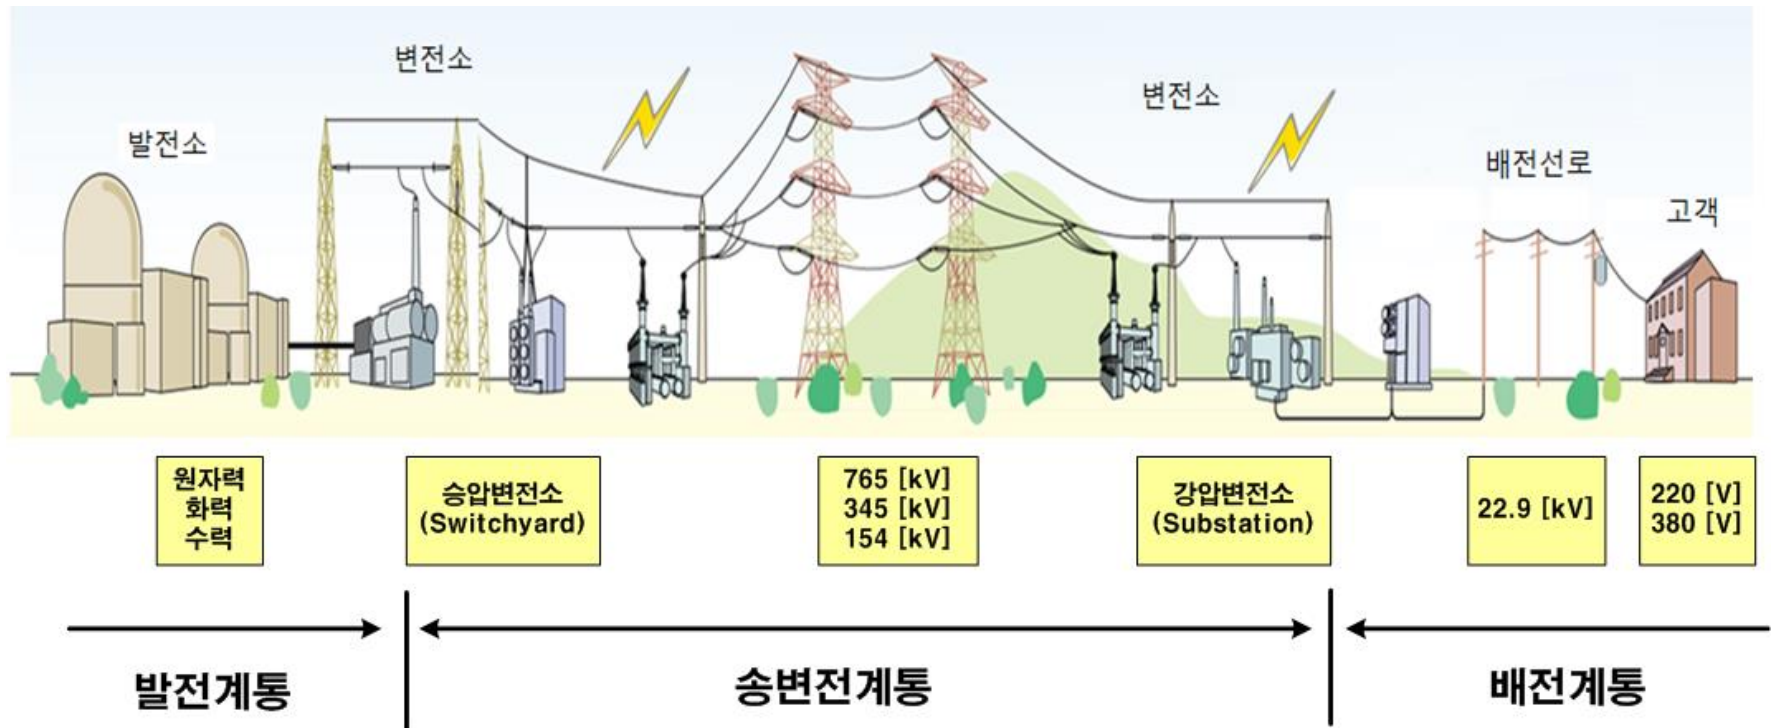 변전소
변전소
발전소
배전선로
고객
원자력
화력
수력
승압변전소
(Switchyard)
765 [kV]
345 [kV]
154 [kV]
강압변전소
(Substation)
22.9 [kV]
220 [V]
380 [V]
발전계통
송변전계통
배전계통